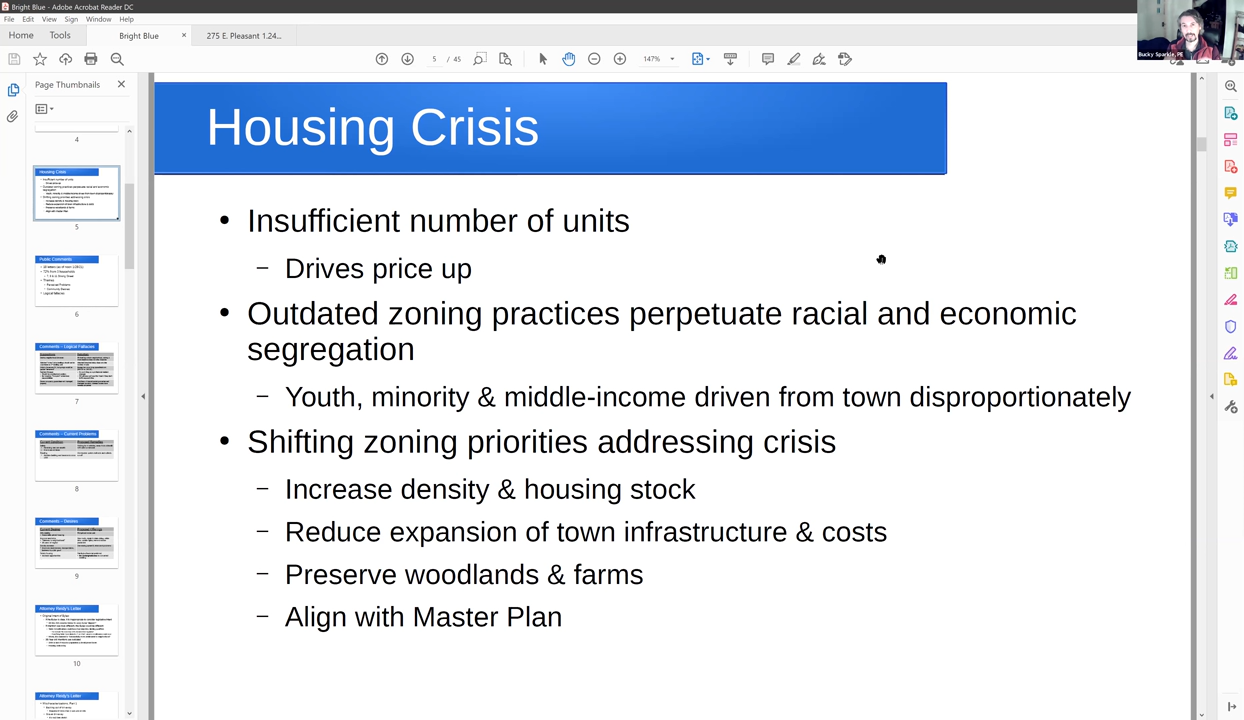 Bright Blue - Adobe Acrobat Reader DC
File Edit View Sign Window Help
Home Tools Bright Blue × 275 E. Pleasant 1.24...
5 / 45 147%
Bucky Sparkle, PE
Page Thumbnails ×
4
Housing Crisis
5
Public Comments
6
Comments – Logical Fallacies
7
Comments – Current Problems
8
Comments – Desires
9
Attorney Reidy's Letter
10
Attorney Reidy's Letter
Housing Crisis
• Insufficient number of units
– Drives price up
• Outdated zoning practices perpetuate racial and economic
segregation
– Youth, minority & middle-income driven from town disproportionately
• Shifting zoning priorities addressing crisis
– Increase density & housing stock
– Reduce expansion of town infrastructure & costs
– Preserve woodlands & farms
– Align with Master Plan